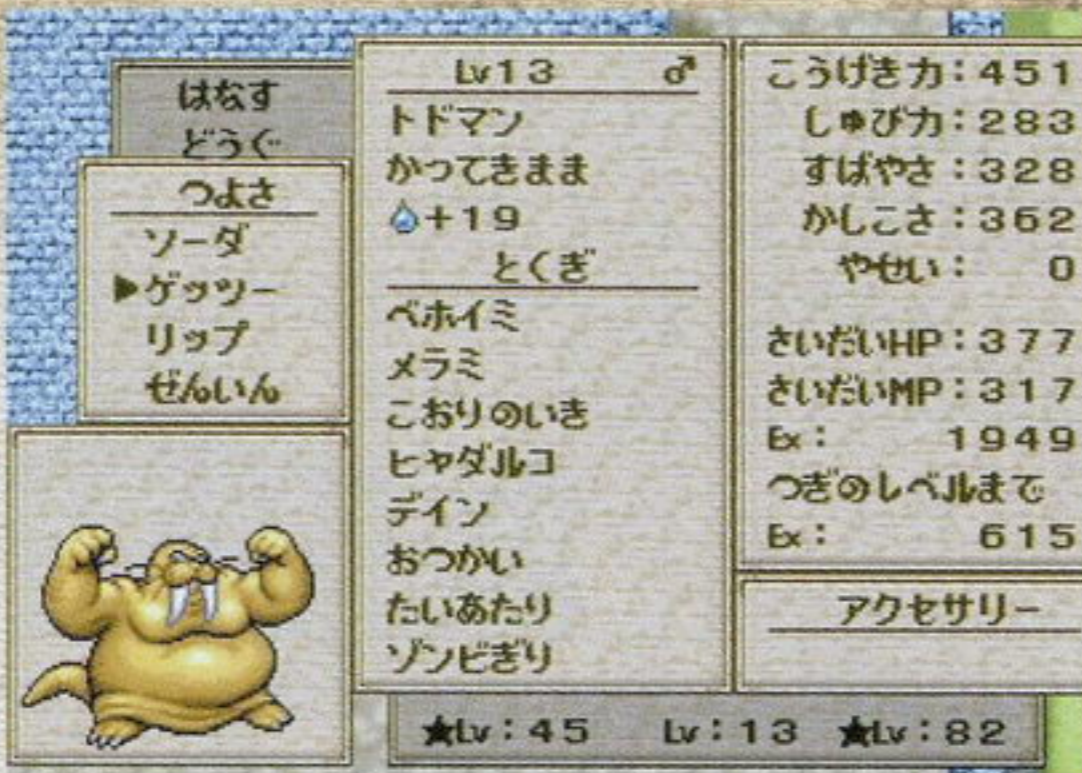 はなす
どうぐ
つよさ
ソーダ
▶ゲッツー
リップ
ぜんいん
Lv13 ♂
トドマン
かってきまま
+19
とくぎ
ベホイミ
メラミ
こおりのいき
ヒャダルコ
デイン
おつかい
たいあたり
ゾンビぎり
こうげき力:451
しゅび力:283
すばやさ:328
かしこさ:362
やせい: 0
さいだいHP:377
さいだいMP:317
Ex: 1949
つぎのレベルまで
Ex: 615
アクセサリー
★Lv:45 Lv:13 ★Lv:82